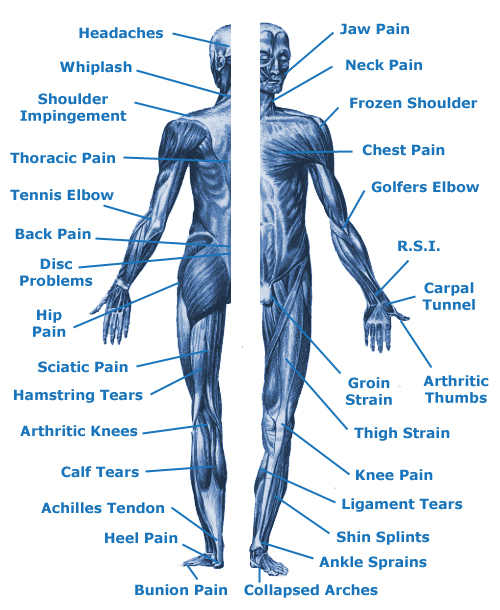 Headaches
Whiplash
Shoulder
Impingement
Thoracic Pain
Tennis Elbow
Back Pain
Disc
Problems
Hip
Pain
Sciatic Pain
Hamstring Tears
Arthritic Knees
Calf Tears
Achilles Tendon
Heel Pain
Bunion Pain
Jaw Pain
Neck Pain
Frozen Shoulder
Chest Pain
Golfers Elbow
R.S.I.
Carpal
Tunnel
Arthritic
Thumbs
Groin
Strain
Thigh Strain
Knee Pain
Ligament Tears
Shin Splints
Ankle Sprains
Collapsed Arches